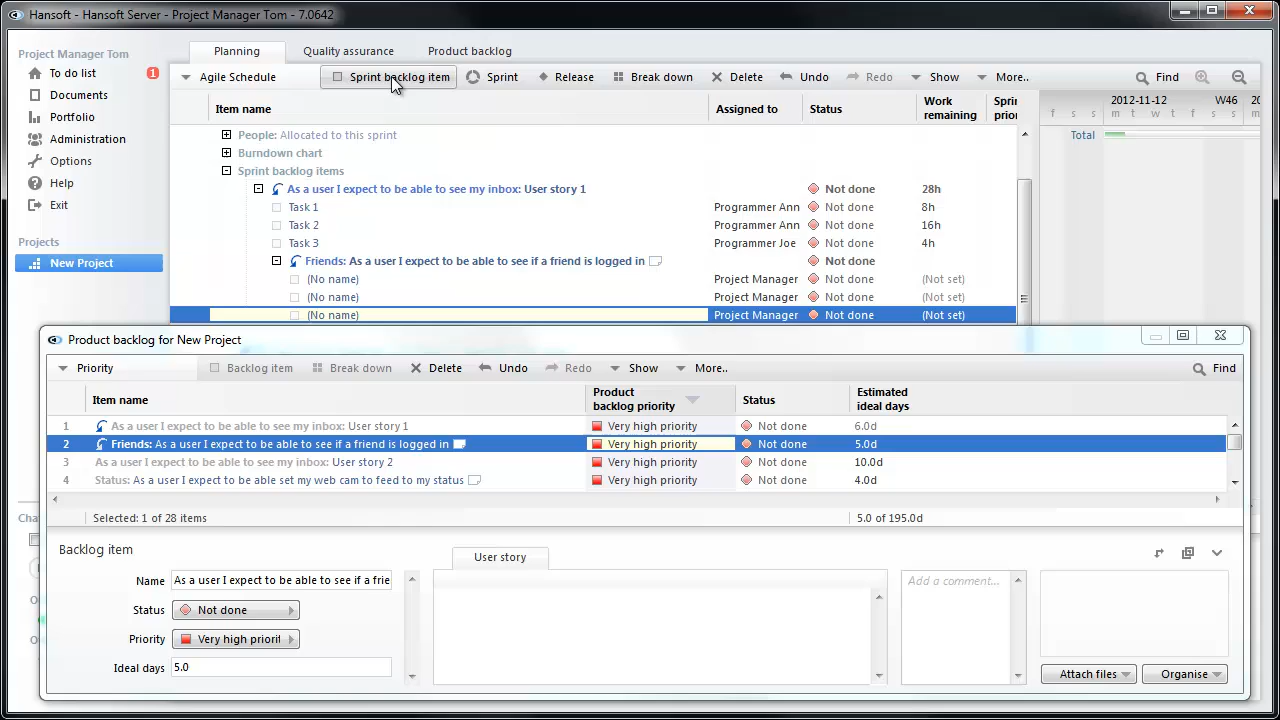 Hansoft - Hansoft Server - Project Manager Tom - 7.0642
Project Manager Tom
To do list 1
Documents
Portfolio
Administration
Options
Help
Exit
Projects
New Project
Planning Quality assurance Product backlog
Agile Schedule Sprint backlog item Sprint Release Break down Delete Undo Redo Show More.. Find
Item name Assigned to Status Work remaining
2012-11-12 W46
f s s m t w t f s s m
People: Allocated to this sprint Total
Burndown chart
Sprint backlog items
As a user I expect to be able to see my inbox: User story 1 Not done 28h
Task 1 Programmer Ann Not done 8h
Task 2 Programmer Ann Not done 16h
Task 3 Programmer Joe Not done 4h
Friends: As a user I expect to be able to see if a friend is logged in Not done
(No name) Project Manager Not done (Not set)
(No name) Project Manager Not done (Not set)
(No name) Project Manager Not done (Not set)
Product backlog for New Project
Priority Backlog item Break down Delete Undo Redo Show More.. Find
Item name Product backlog priority Status Estimated ideal days
1 As a user I expect to be able to see my inbox: User story 1 Very high priority Not done 6.0d
2 Friends: As a user I expect to be able to see if a friend is logged in Very high priority Not done 5.0d
3 As a user I expect to be able to see my inbox: User story 2 Very high priority Not done 10.0d
4 Status: As a user I expect to be able set my web cam to feed to my status Very high priority Not done 4.0d
Selected: 1 of 28 items 5.0 of 195.0d
Backlog item
User story
Name As a user I expect to be able to see if a frie
Add a comment...
Status Not done
Priority Very high priorit
Ideal days 5.0
Attach files Organise